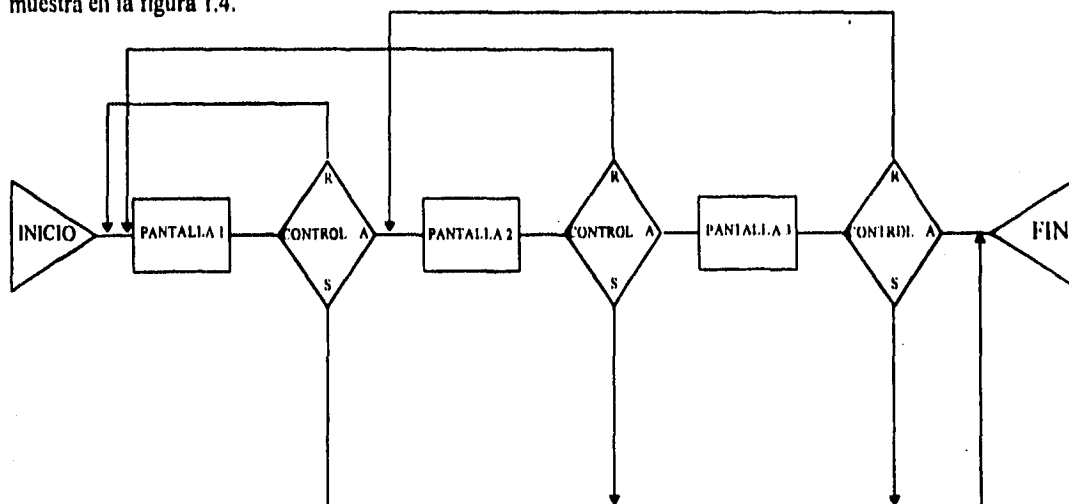 muestra en la figura 1.4.
R R R
INICIO PANTALLA 1 CONTROL A PANTALLA 2 CONTROL A PANTALLA 3 CONTROL A FIN
S S S